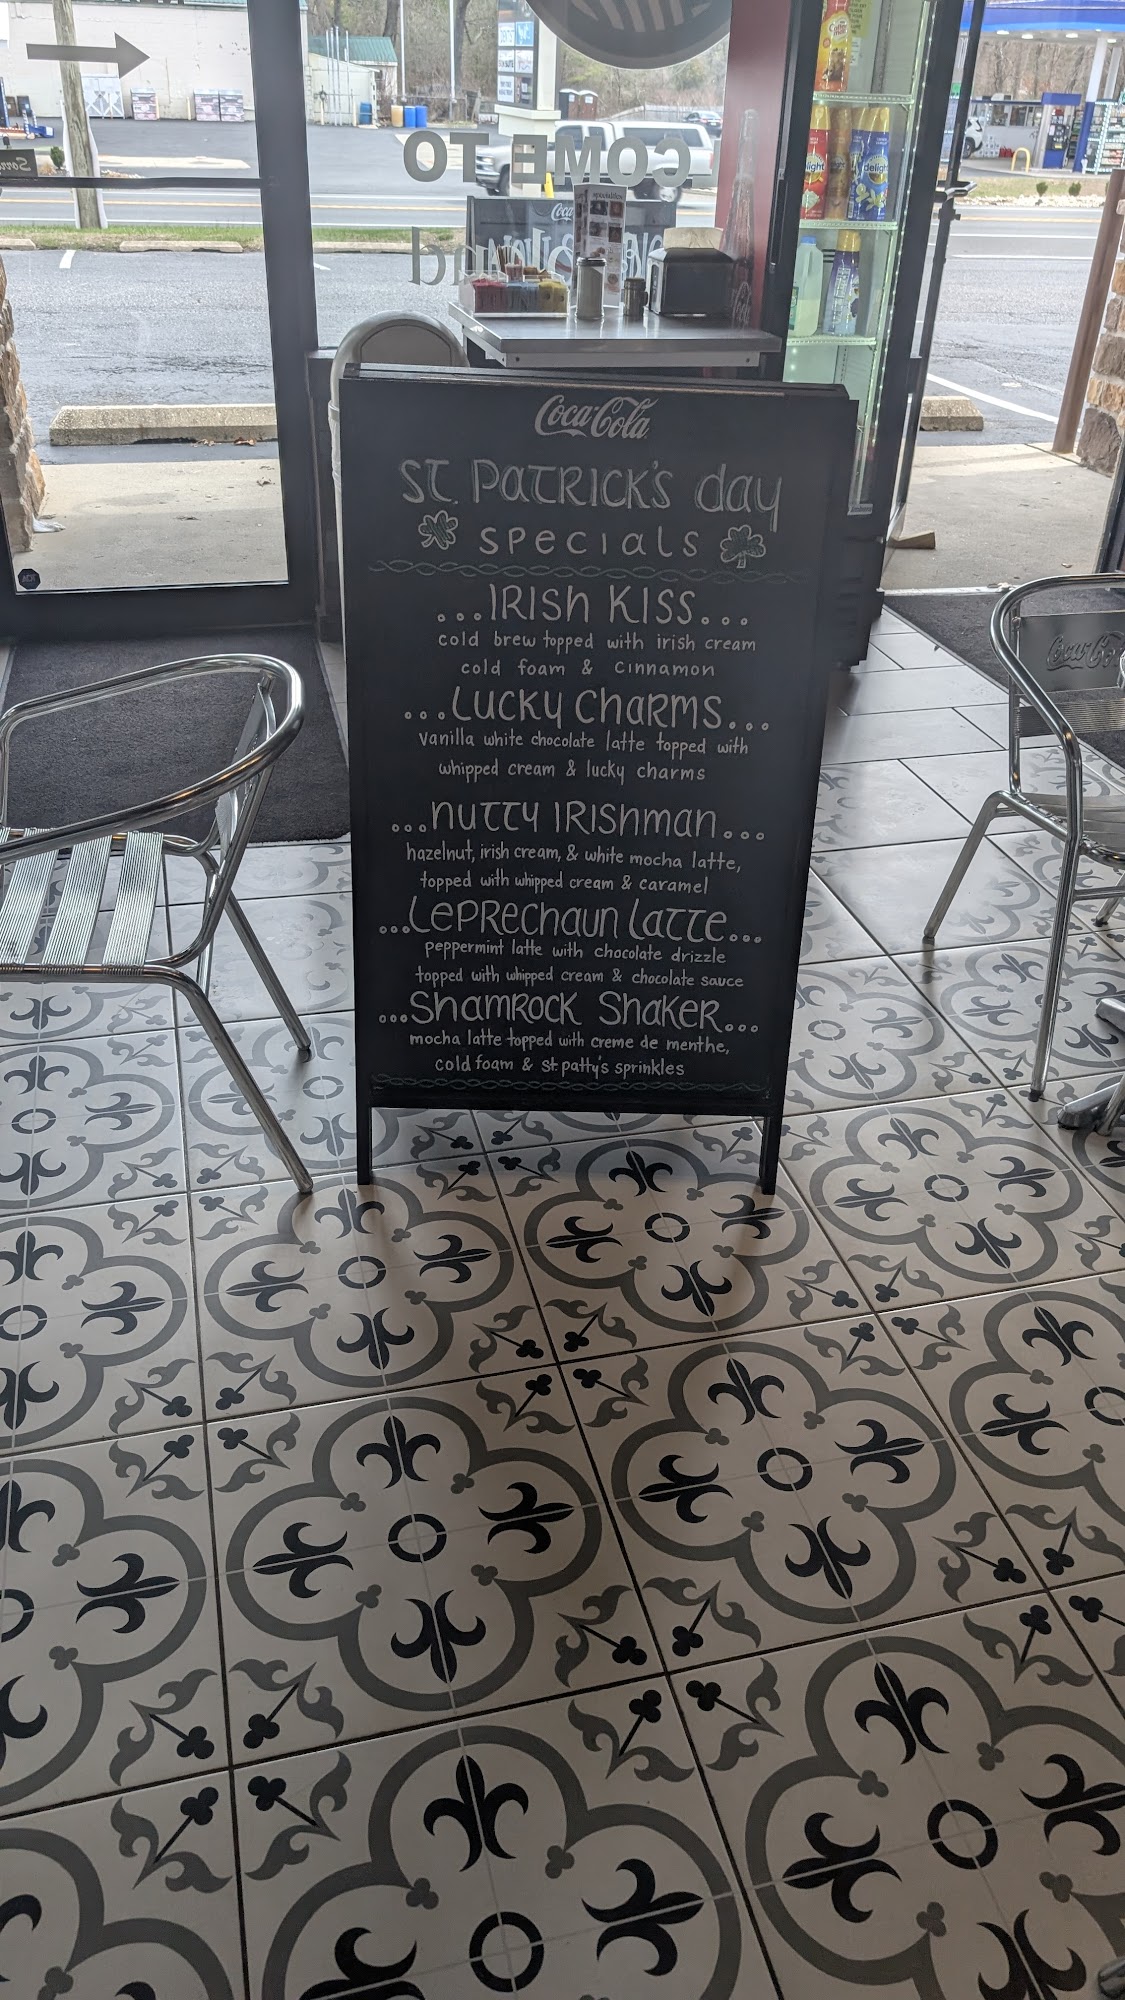 COME TO
Coca-Cola
delight
Coca-Cola
ST. PATRICK'S day
specials
...IRISH KISS...
cold brew topped with irish cream
cold foam & cinnamon
...LUCKY CHARMS...
vanilla white chocolate latte topped with
whipped cream & lucky charms
...NUTTY IRISHMAN...
hazelnut, irish cream, & white mocha latte,
topped with whipped cream & caramel
...LEPRECHAUN LATTE...
peppermint latte with chocolate drizzle
topped with whipped cream & chocolate sauce
...SHAMROCK SHAKER...
mocha latte topped with creme de menthe,
cold foam & st patty's sprinkles